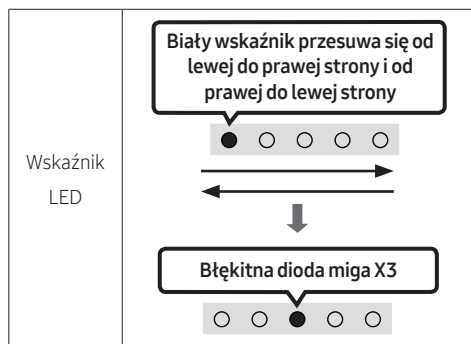 Biały wskaźnik przesuwa się od
lewej do prawej strony i od
prawej do lewej strony
Wskaźnik
LED
Błękitna dioda miga X3